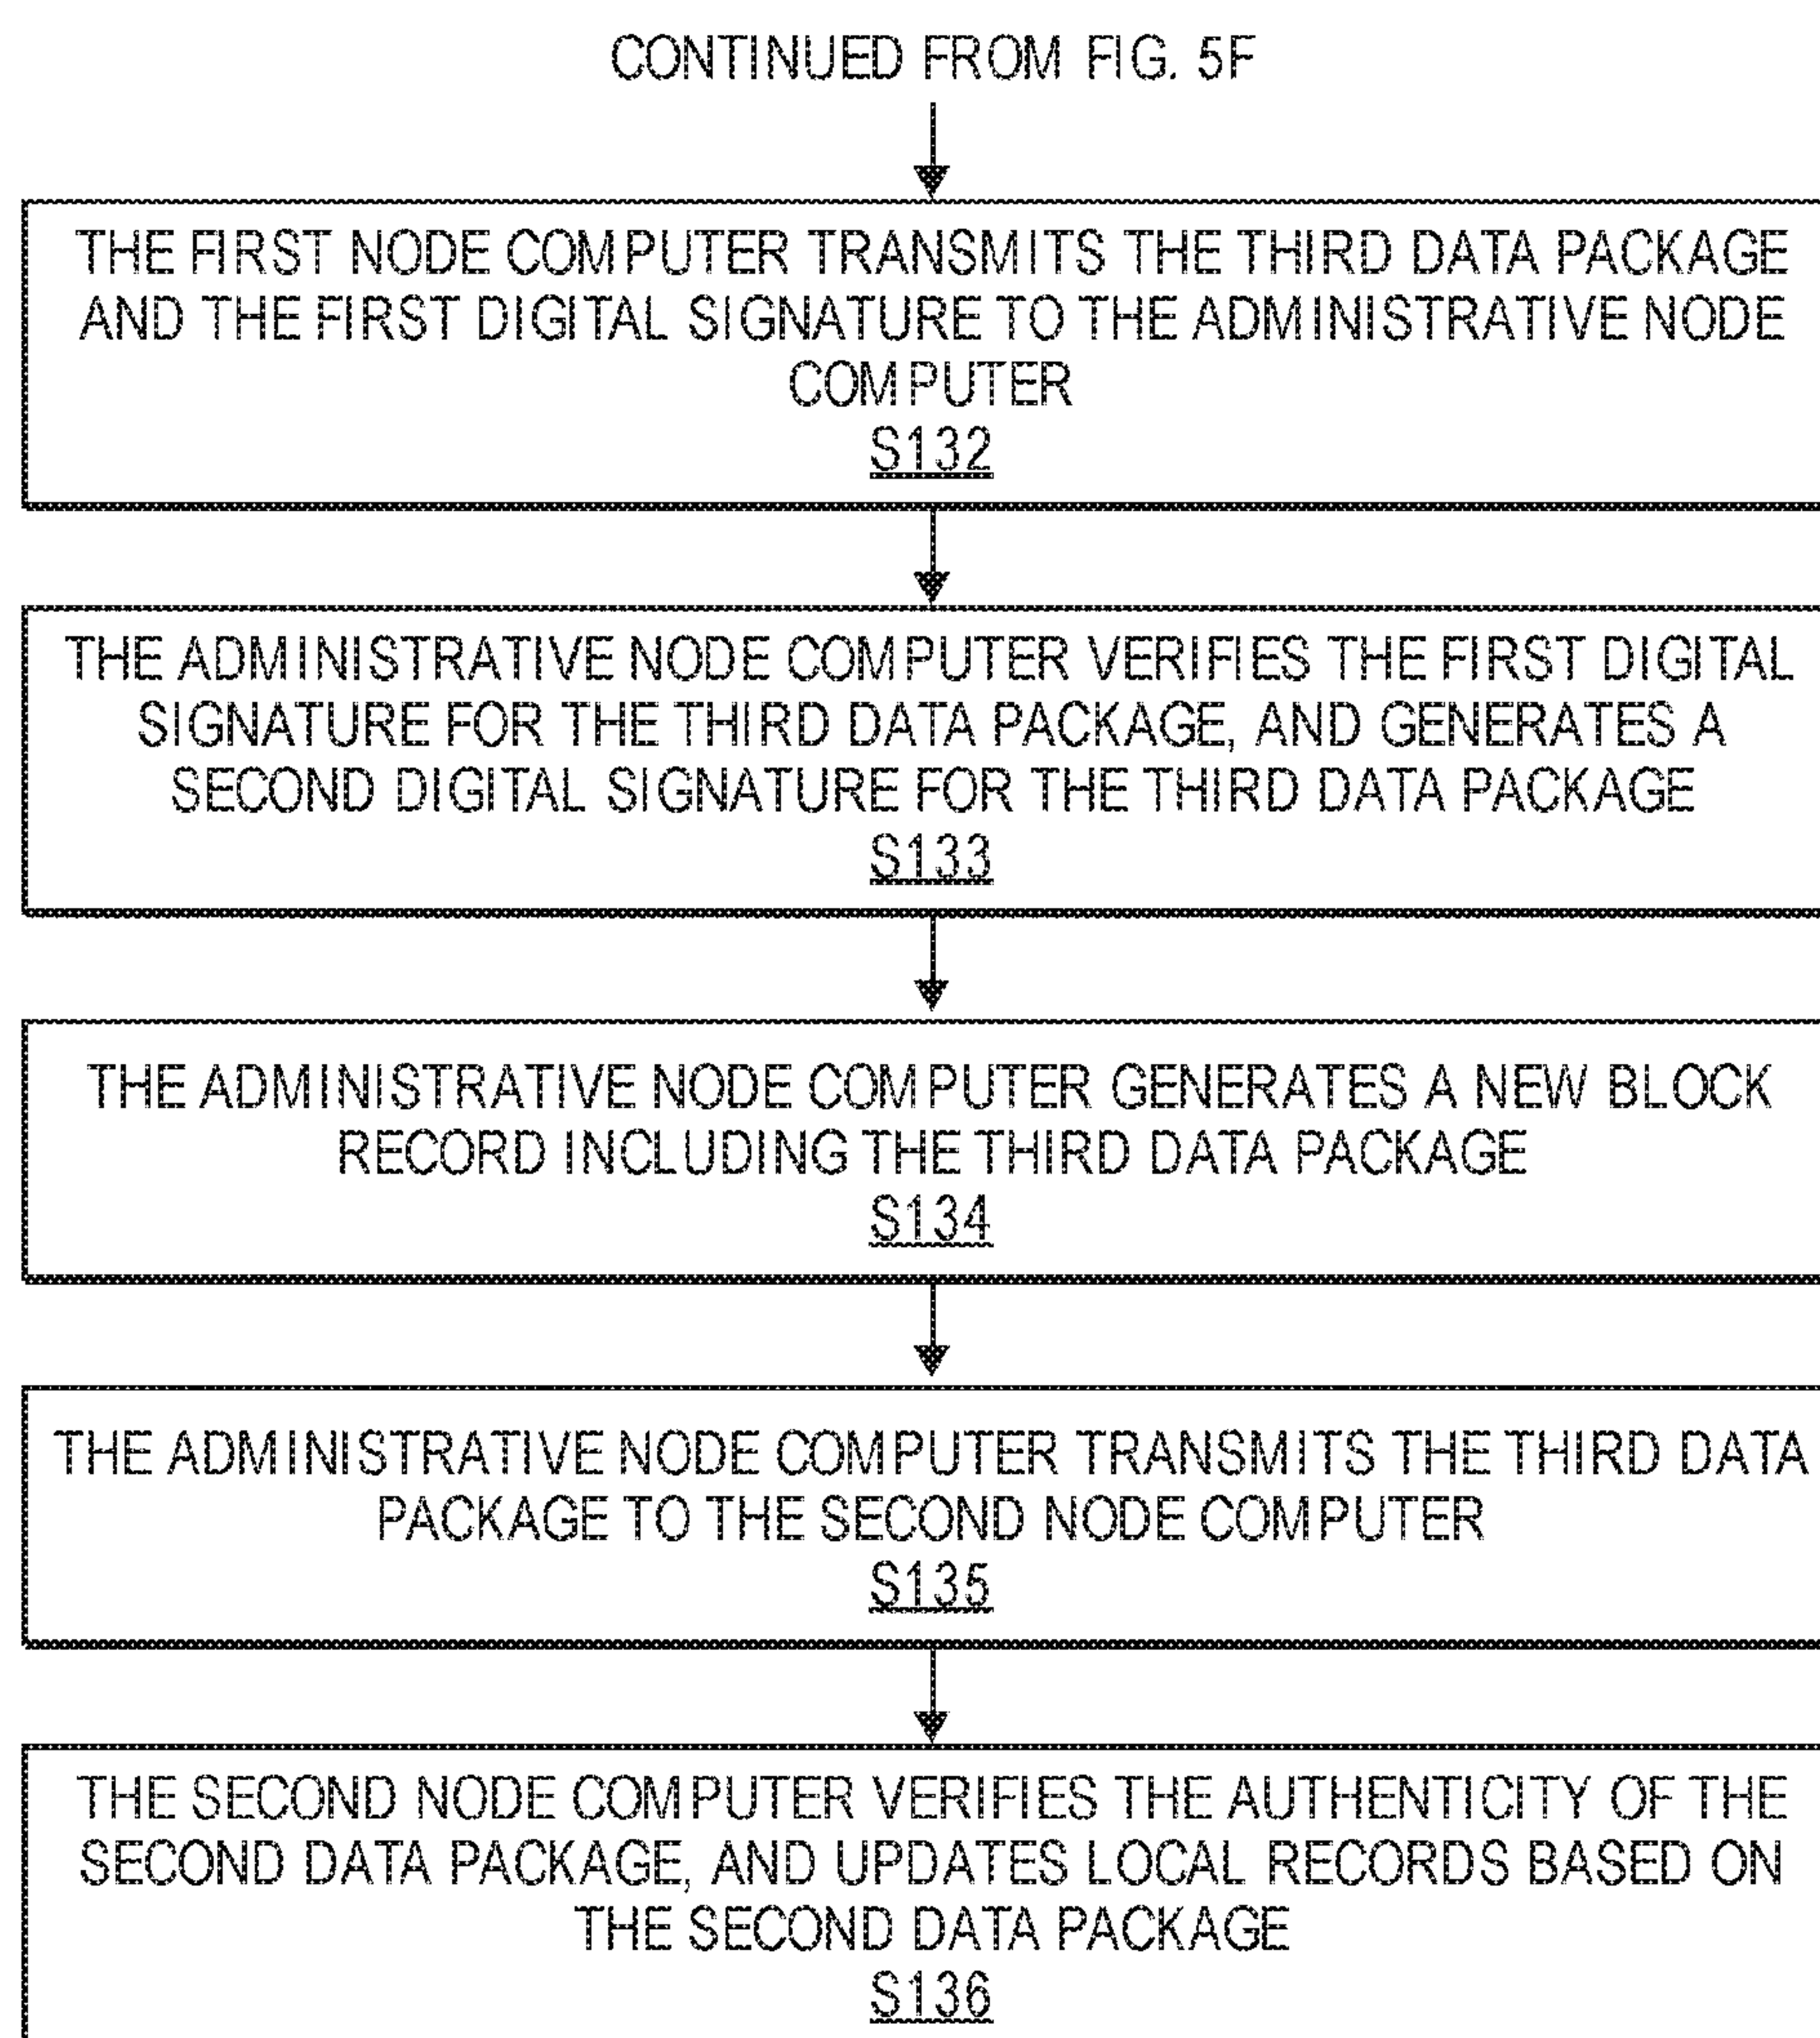 CONTINUED FROM FIG. 5F
THE FIRST NODE COMPUTER TRANSMITS THE THIRD DATA PACKAGE
AND THE FIRST DIGITAL SIGNATURE TO THE ADMINISTRATIVE NODE
COMPUTER
S132
THE ADMINISTRATIVE NODE COMPUTER VERIFIES THE FIRST DIGITAL
SIGNATURE FOR THE THIRD DATA PACKAGE, AND GENERATES A
SECOND DIGITAL SIGNATURE FOR THE THIRD DATA PACKAGE
S133
THE ADMINISTRATIVE NODE COMPUTER GENERATES A NEW BLOCK
RECORD INCLUDING THE THIRD DATA PACKAGE
S134
THE ADMINISTRATIVE NODE COMPUTER TRANSMITS THE THIRD DATA
PACKAGE TO THE SECOND NODE COMPUTER
S135
THE SECOND NODE COMPUTER VERIFIES THE AUTHENTICITY OF THE
SECOND DATA PACKAGE, AND UPDATES LOCAL RECORDS BASED ON
THE SECOND DATA PACKAGE
S136